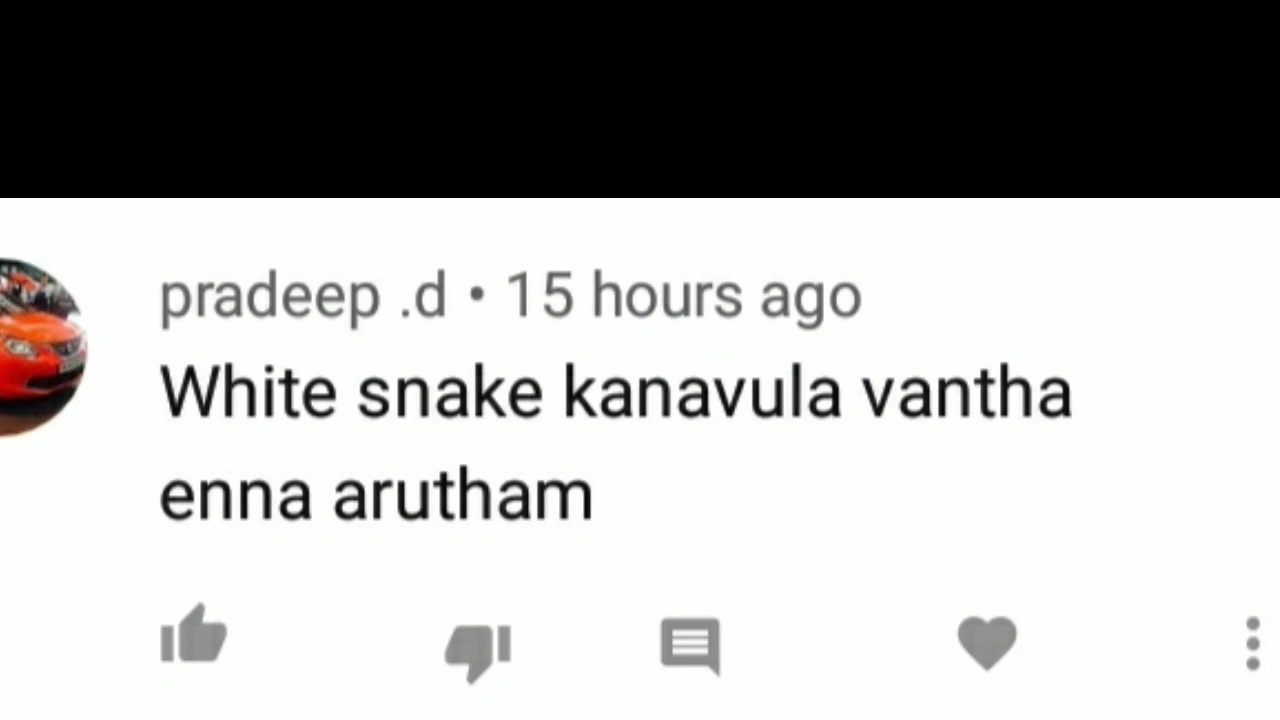 pradeep .d • 15 hours ago
White snake kanavula vantha
enna arutham